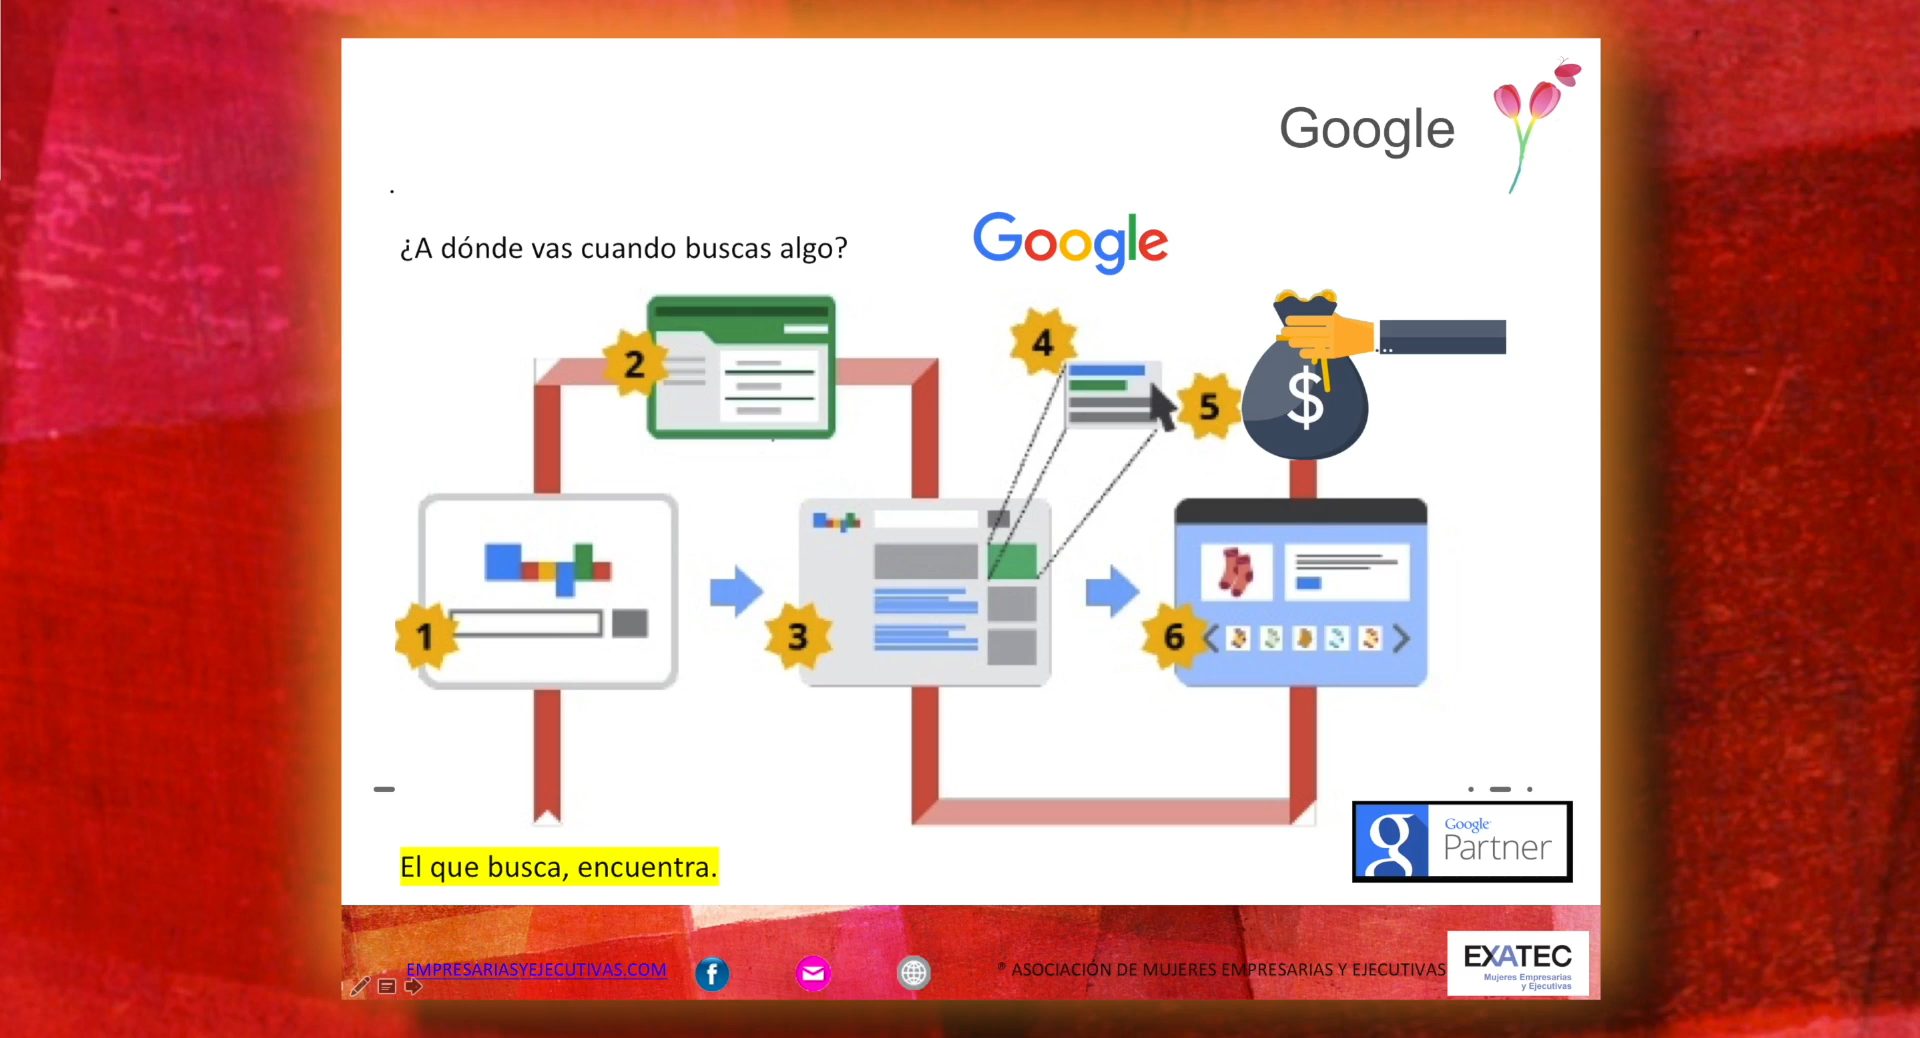 Google
¿A dónde vas cuando buscas algo?
Google
4
2
5
$
1
3
6
Google
Partner
El que busca, encuentra.
EMPRESARIASYEJECUTIVAS.COM
® ASOCIACIÓN DE MUJERES EMPRESARIAS Y EJECUTIVAS
EXATEC
Mujeres Empresarias
y Ejecutivas